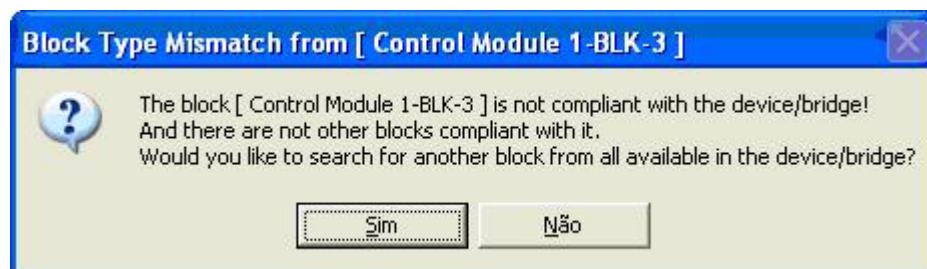 Block Type Mismatch from [ Control Module 1-BLK-3 ]
The block [ Control Module 1-BLK-3 ] is not compliant with the device/bridge!
And there are not other blocks compliant with it.
Would you like to search for another block from all available in the device/bridge?
Sim
Não